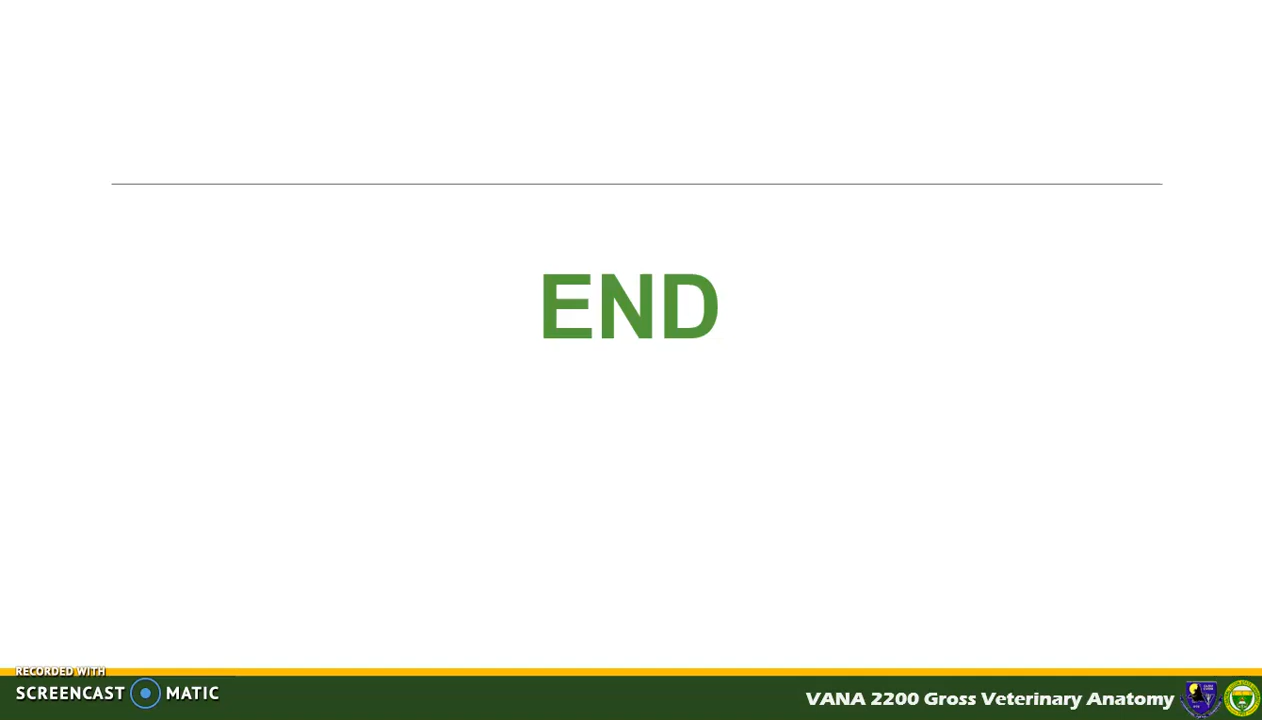 END
RECORDED WITH
SCREENCAST MATIC
VANA 2200 Gross Veterinary Anatomy